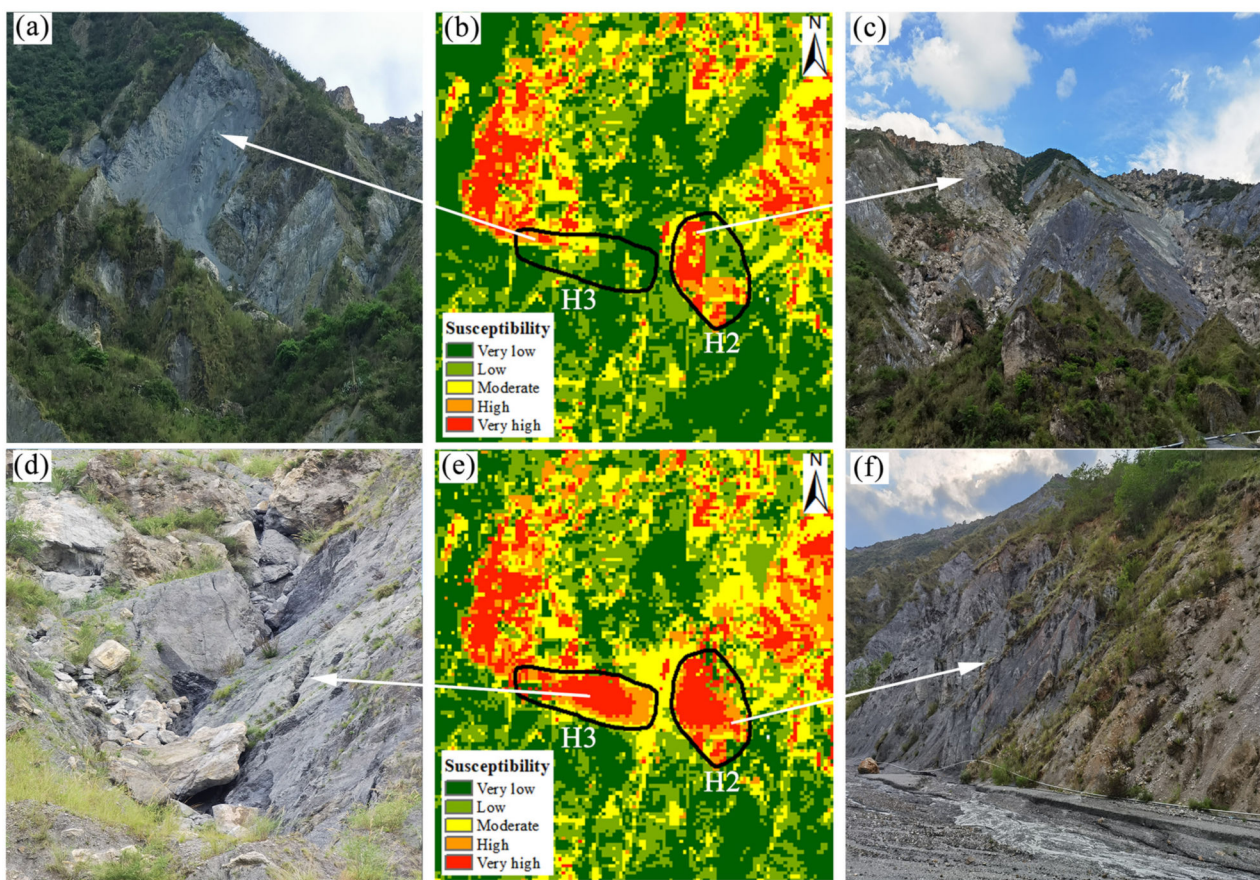 (a)
(b)
N
(c)
H3
H2
Susceptibility
Very low
Low
Moderate
High
Very high
(d)
(e)
N
(f)
H3
H2
Susceptibility
Very low
Low
Moderate
High
Very high